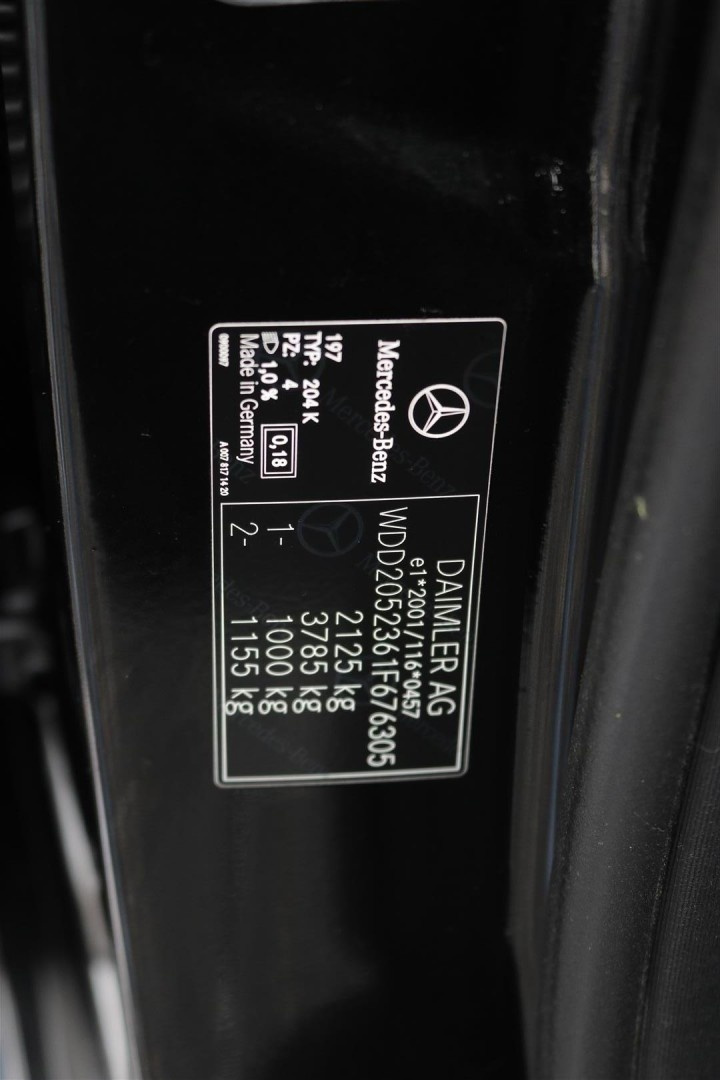 Mercedes-Benz
197
TYP: 204 K
PZ: 4
1,0 %
0,18
Made in Germany
A 007 817 14 20
DAIMLER AG
e1*2001/116*0457
WDD2052361F676305
2125 kg
3785 kg
1- 1000 kg
2- 1155 kg